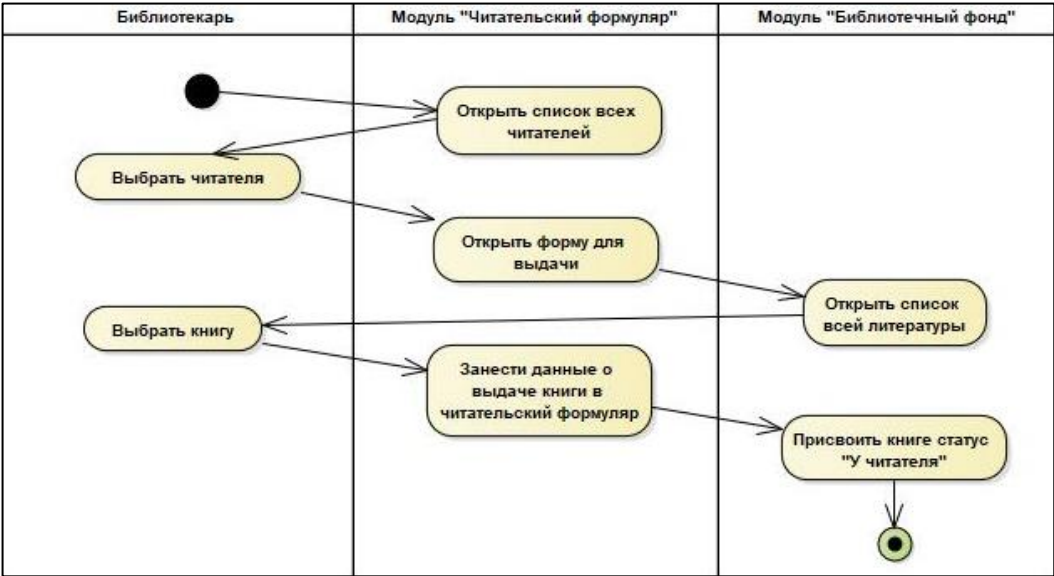 Библиотекарь
Модуль "Читательский формуляр"
Модуль "Библиотечный фонд"
Открыть список всех
читателей
Выбрать читателя
Открыть форму для
выдачи
Открыть список
всей литературы
Выбрать книгу
Занести данные о
выдаче книги в
читательский формуляр
Присвоить книге статус
"У читателя"